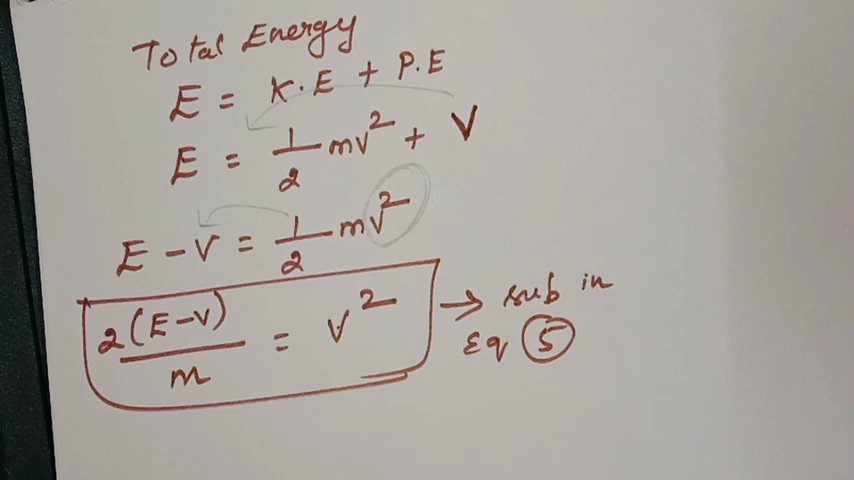 Total Energy
E = K.E + P.E
E = 1/2 mv² + V
E - V = 1/2 mv²
2(E-V)/m = v² → sub in
Eq 5